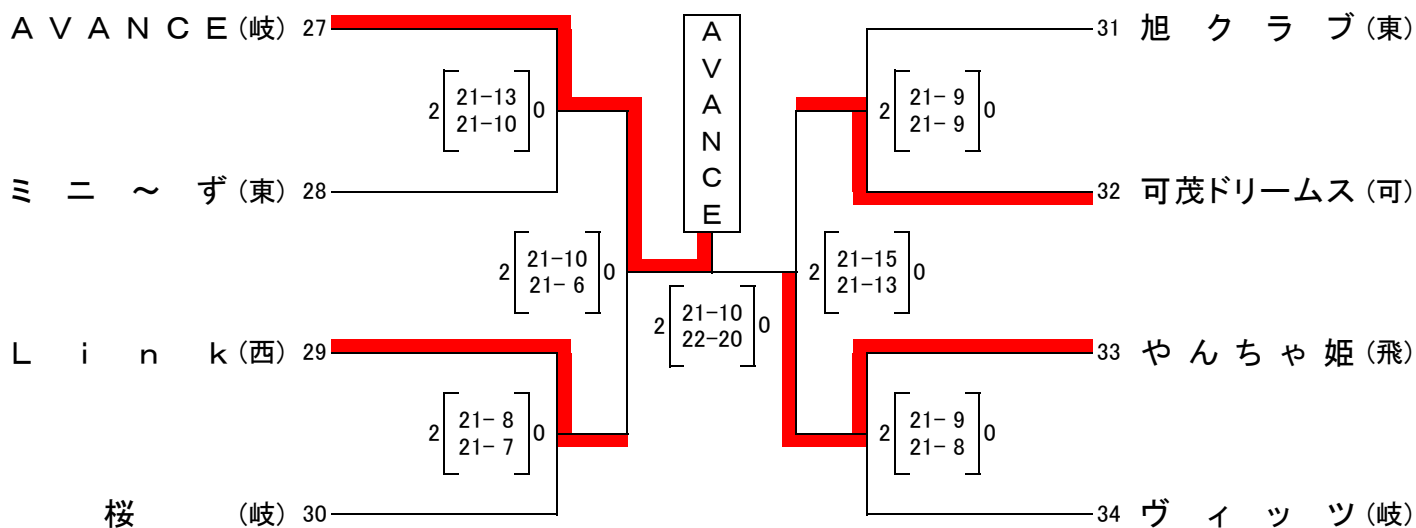 ＡＶＡＮＣＥ(岐) 27
ミニ～ず(東) 28
Ｌｉｎｋ(西) 29
桜 (岐) 30
2 [21-13 21-10] 0
2 [21-10 21- 6] 0
2 [21- 8 21- 7] 0
ＡＶＡＮＣＥ
2 [21-10 22-20] 0
2 [21- 9 21- 9] 0
2 [21-15 21-13] 0
2 [21- 9 21- 8] 0
31 旭クラブ(東)
32 可茂ドリームス(可)
33 やんちゃ姫(飛)
34 ヴィッツ(岐)